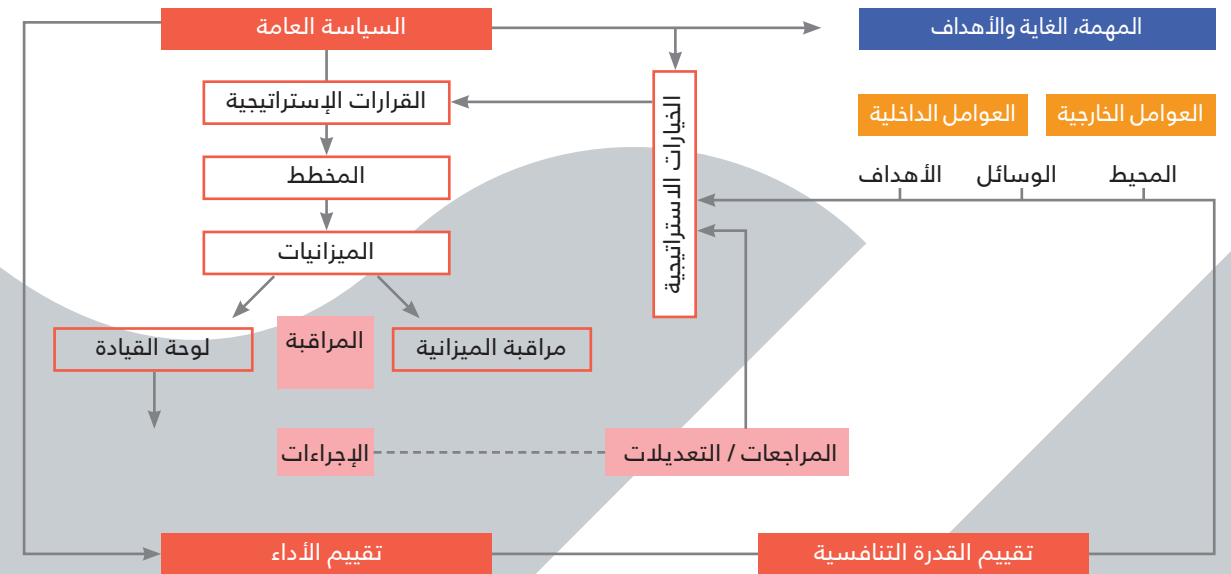 المهمة، الغاية والأهداف
السياسة العامة
العوامل الخارجية
العوامل الداخلية
القرارات الإستراتيجية
الخيارات الاستراتيجية
المحيط
الوسائل
الأهداف
المخطط
الميزانيات
مراقبة الميزانية
المراقبة
لوحة القيادة
المراجعات / التعديلات
الإجراءات
تقييم القدرة التنافسية
تقييم الأداء